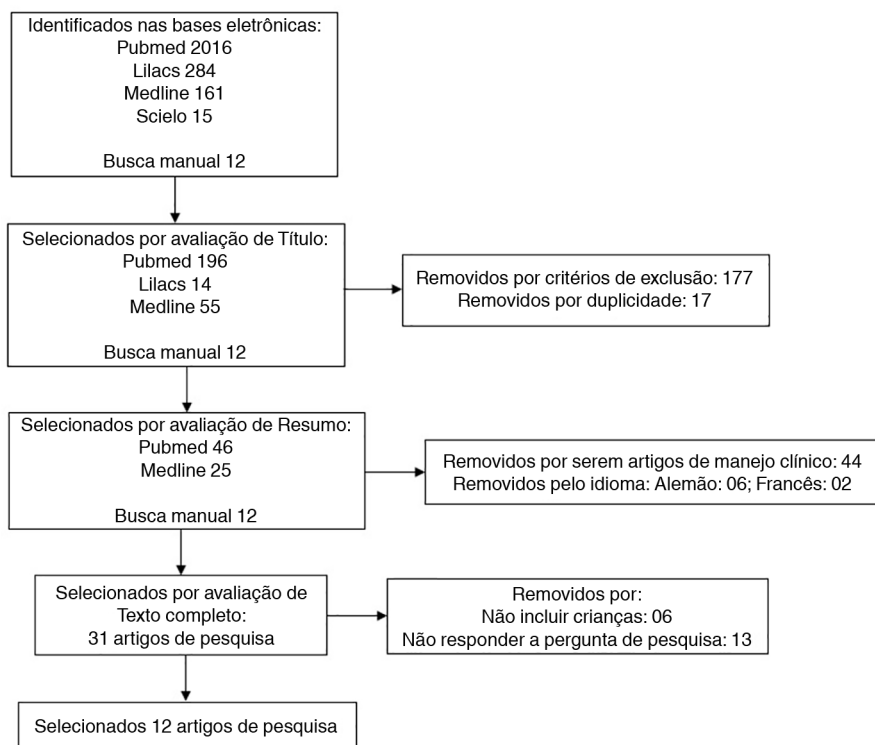 Identificados nas bases eletrônicas:
Pubmed 2016
Lilacs 284
Medline 161
Scielo 15
Busca manual 12
Selecionados por avaliação de Título:
Pubmed 196
Lilacs 14
Medline 55
Busca manual 12
Removidos por critérios de exclusão: 177
Removidos por duplicidade: 17
Selecionados por avaliação de Resumo:
Pubmed 46
Medline 25
Busca manual 12
Removidos por serem artigos de manejo clínico: 44
Removidos pelo idioma: Alemão: 06; Francês: 02
Selecionados por avaliação de
Texto completo:
31 artigos de pesquisa
Removidos por:
Não incluir crianças: 06
Não responder a pergunta de pesquisa: 13
Selecionados 12 artigos de pesquisa